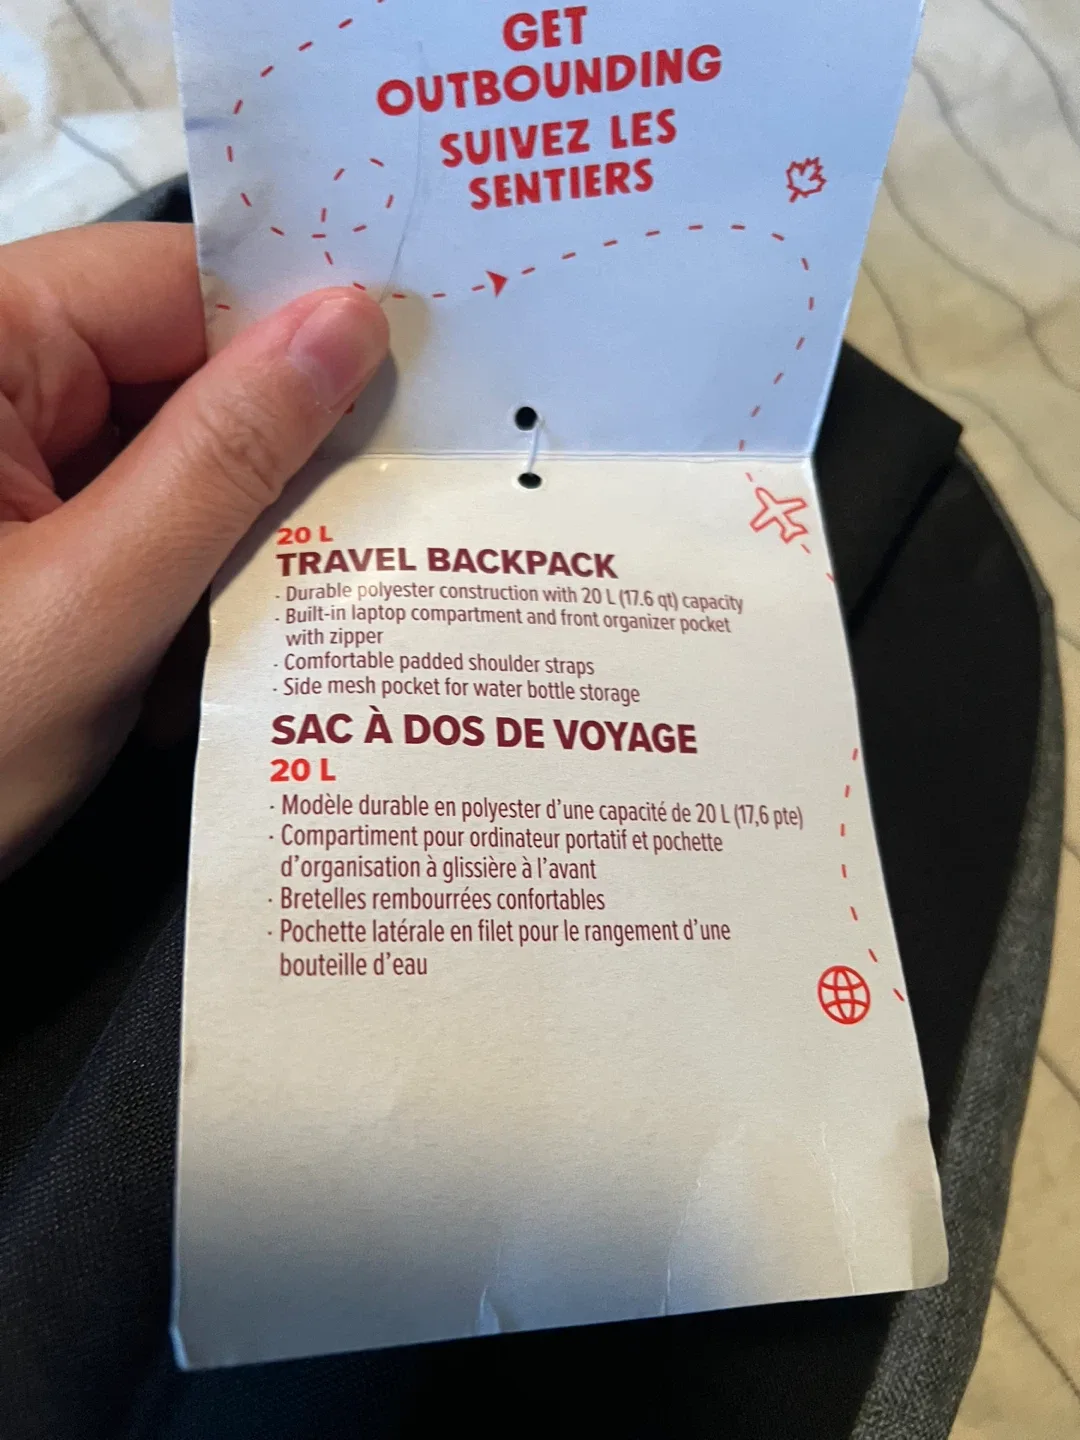 GET
OUTBOUNDING
SUIVEZ LES
SENTIERS
20 L
TRAVEL BACKPACK
· Durable polyester construction with 20 L (17.6 qt) capacity
· Built-in laptop compartment and front organizer pocket
with zipper
· Comfortable padded shoulder straps
· Side mesh pocket for water bottle storage
SAC À DOS DE VOYAGE
20 L
· Modèle durable en polyester d'une capacité de 20 L (17,6 pte)
· Compartiment pour ordinateur portatif et pochette
d'organisation à glissière à l'avant
· Bretelles rembourrées confortables
· Pochette latérale en filet pour le rangement d'une
bouteille d'eau